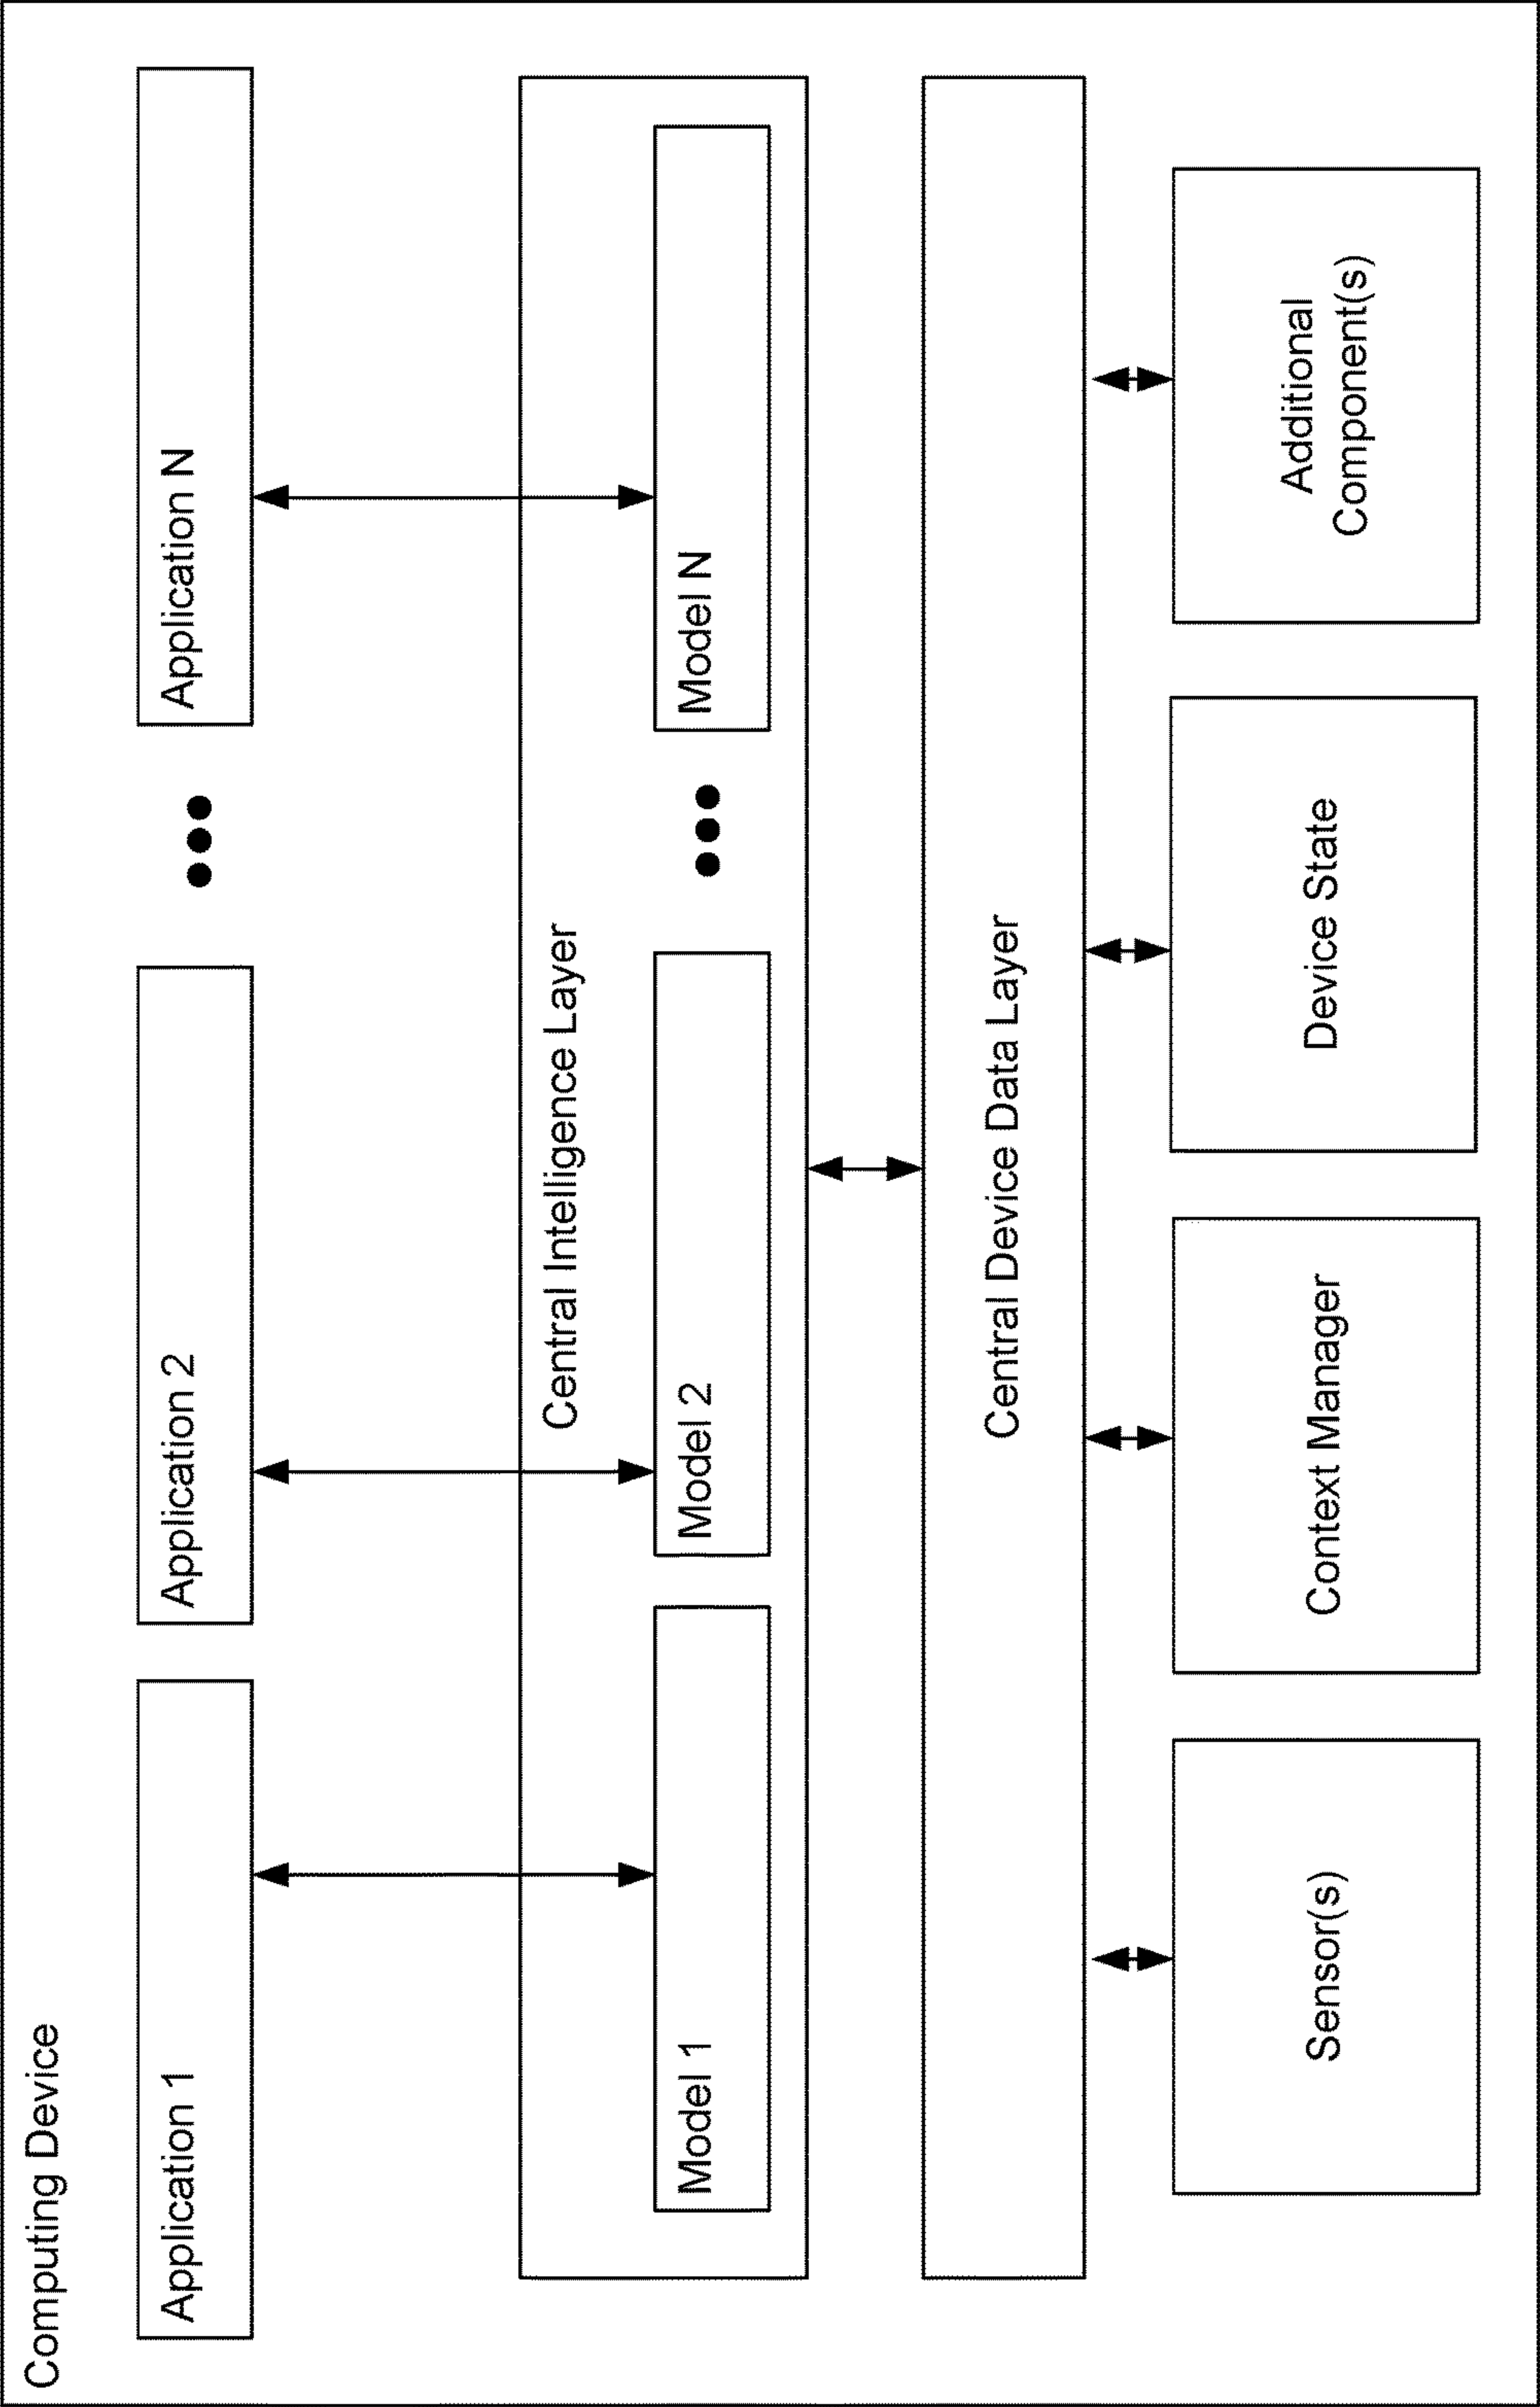 Computing Device
Application 1
Application 2
Application N
Central Intelligence Layer
Model 1
Model 2
Model N
Central Device Data Layer
Sensor(s)
Context Manager
Device State
Additional
Component(s)